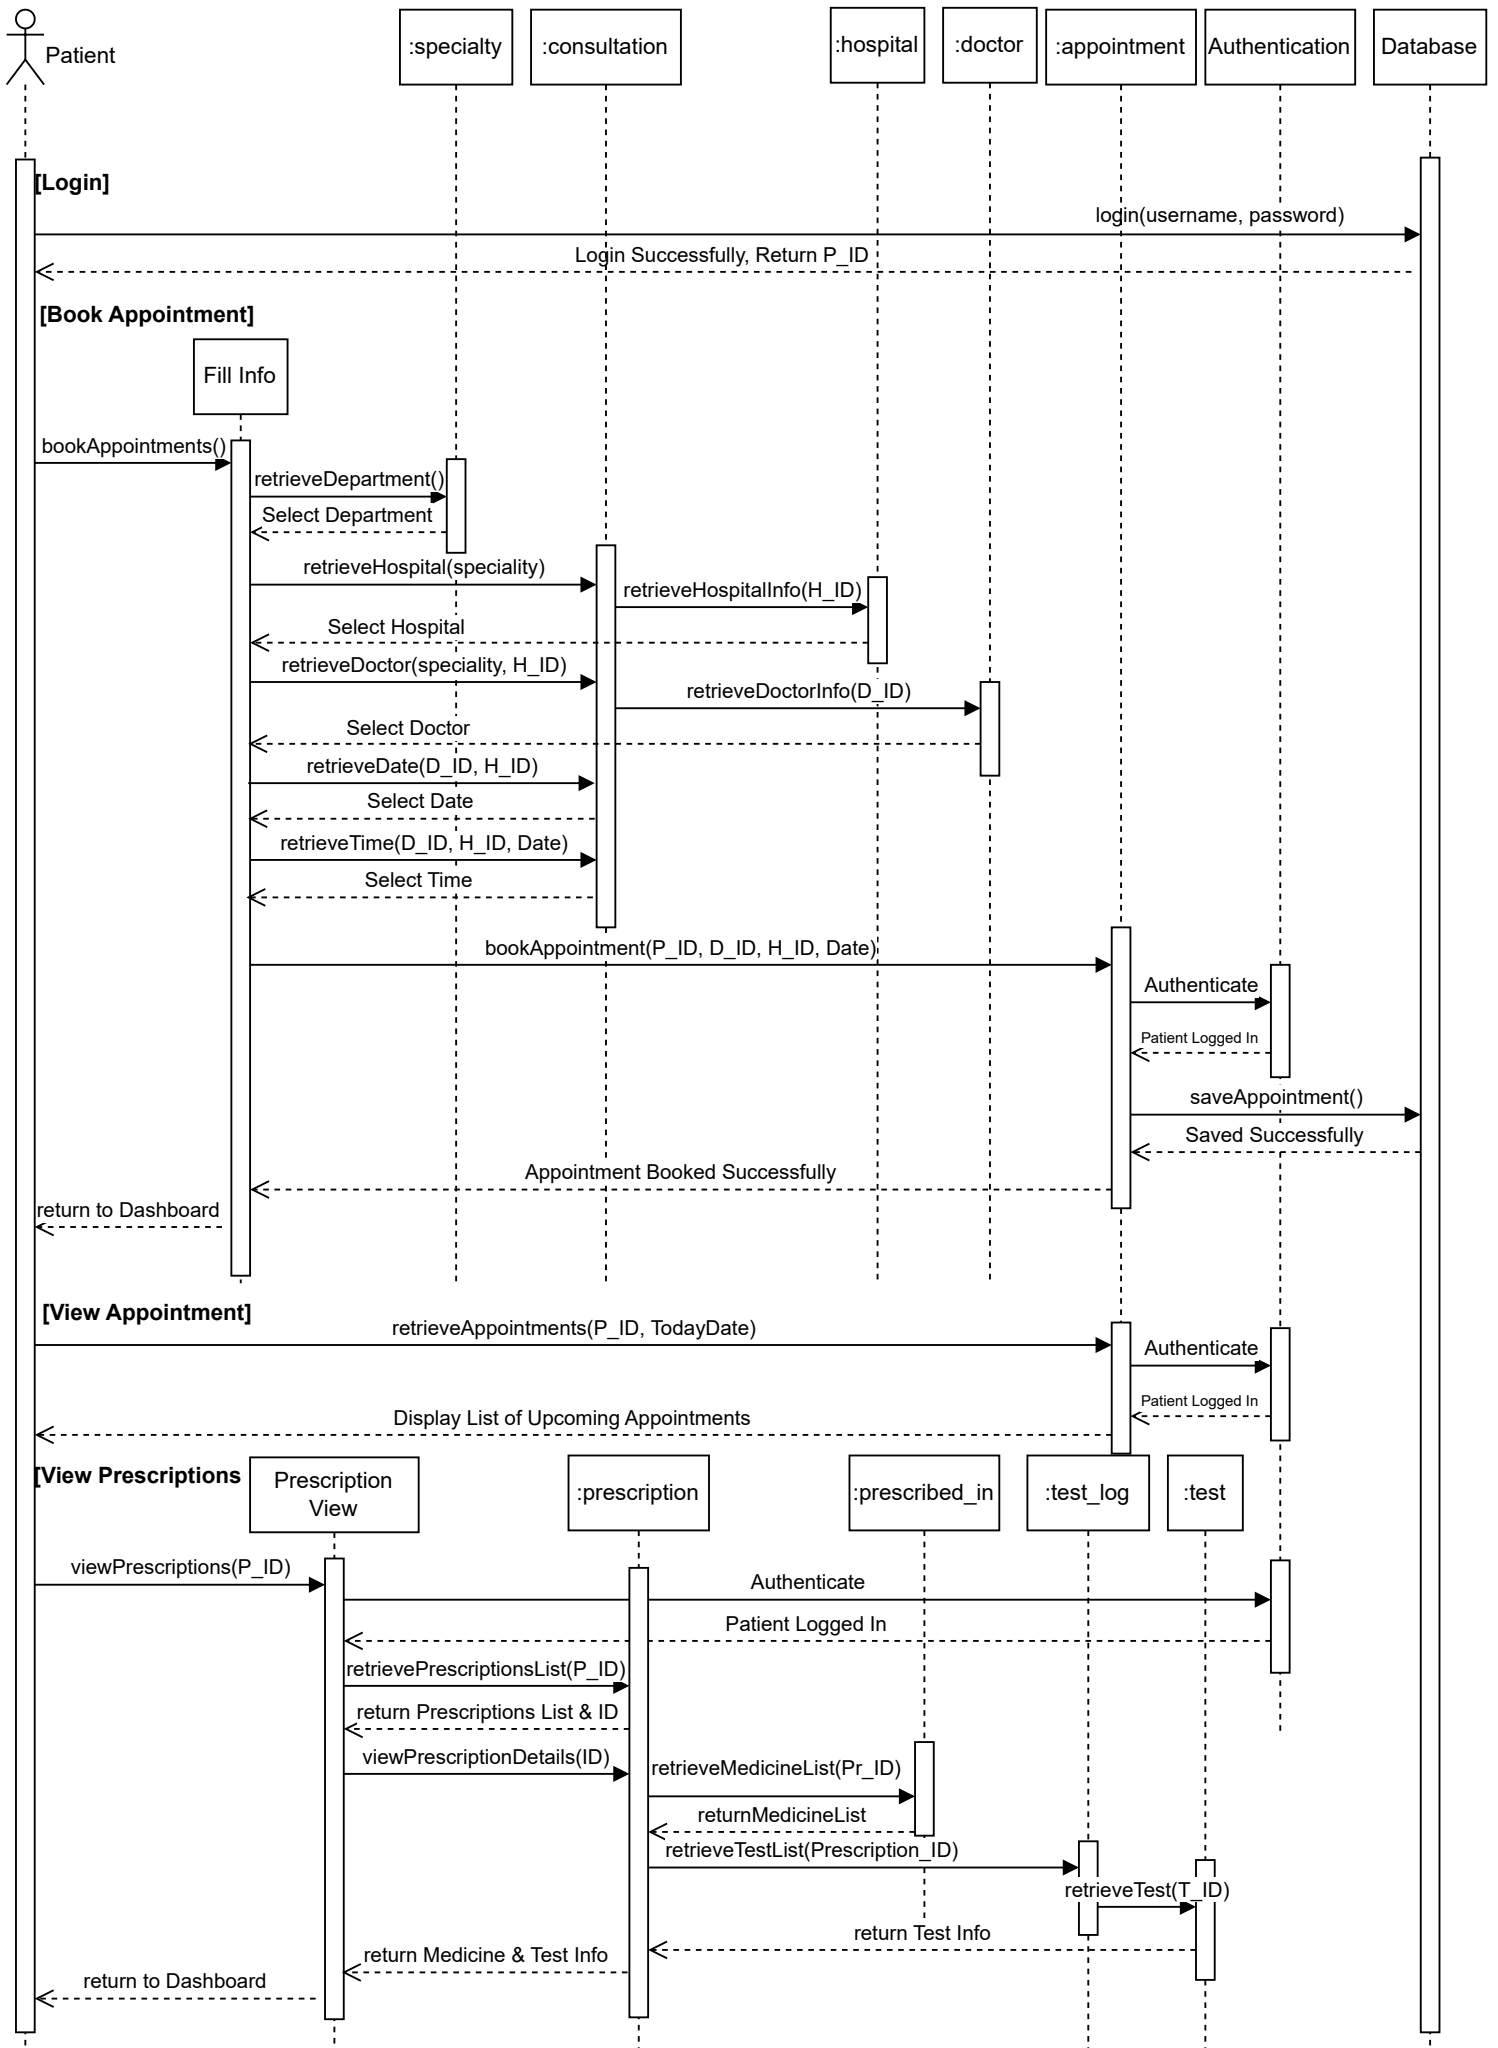 Patient
:specialty
:consultation
:hospital
:doctor
:appointment
Authentication
Database
[Login]
login(username, password)
Login Successfully, Return P_ID
[Book Appointment]
Fill Info
bookAppointments()
retrieveDepartment()
Select Department
retrieveHospital(speciality)
retrieveHospitalInfo(H_ID)
Select Hospital
retrieveDoctor(speciality, H_ID)
retrieveDoctorInfo(D_ID)
Select Doctor
retrieveDate(D_ID, H_ID)
Select Date
retrieveTime(D_ID, H_ID, Date)
Select Time
bookAppointment(P_ID, D_ID, H_ID, Date)
Authenticate
Patient Logged In
saveAppointment()
Saved Successfully
Appointment Booked Successfully
return to Dashboard
[View Appointment]
retrieveAppointments(P_ID, TodayDate)
Authenticate
Patient Logged In
Display List of Upcoming Appointments
[View Prescriptions
Prescription
View
:prescription
:prescribed_in
:test_log
:test
viewPrescriptions(P_ID)
Authenticate
Patient Logged In
retrievePrescriptionsList(P_ID)
return Prescriptions List & ID
viewPrescriptionDetails(ID)
retrieveMedicineList(Pr_ID)
returnMedicineList
retrieveTestList(Prescription_ID)
retrieveTest(T_ID)
return Test Info
return Medicine & Test Info
return to Dashboard